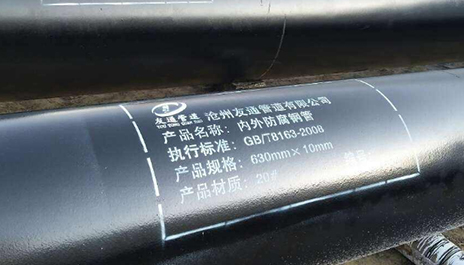 友通管道 沧州友通管道有限公司
产品名称：内外防腐钢管
执行标准：GB/T8163-2008
产品规格：630mm×10mm
产品材质：20#